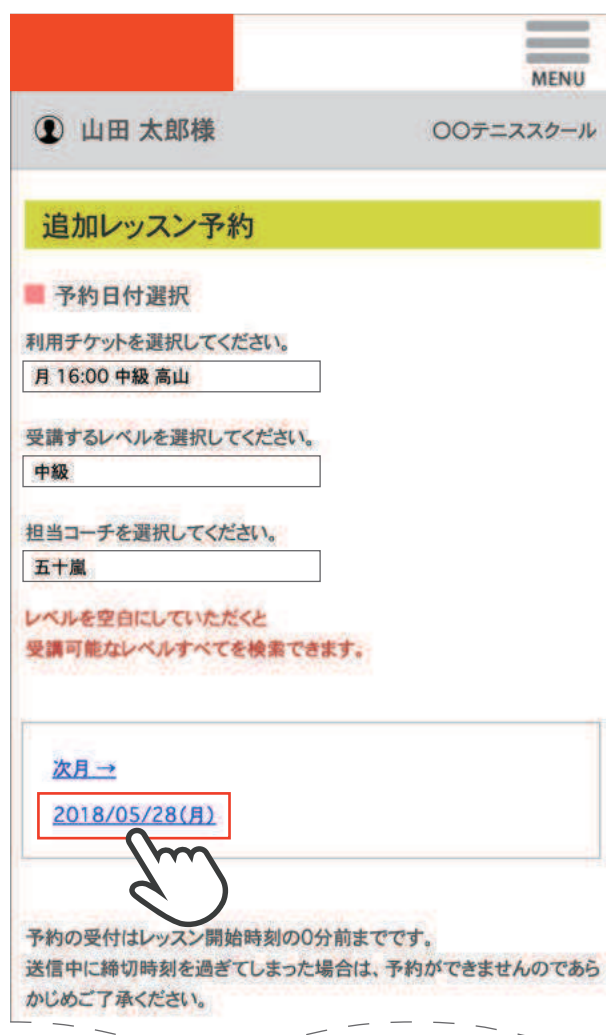 MENU
山田 太郎様
〇〇テニススクール
追加レッスン予約
予約日付選択
利用チケットを選択してください。
月 16:00 中級 高山
受講するレベルを選択してください。
中級
担当コーチを選択してください。
五十嵐
レベルを空白にしていただくと
受講可能なレベルすべてを検索できます。
次月→
2018/05/28(月)
予約の受付はレッスン開始時刻の0分前までです。
送信中に締切時刻を過ぎてしまった場合は、予約ができませんのであら
かじめご了承ください。